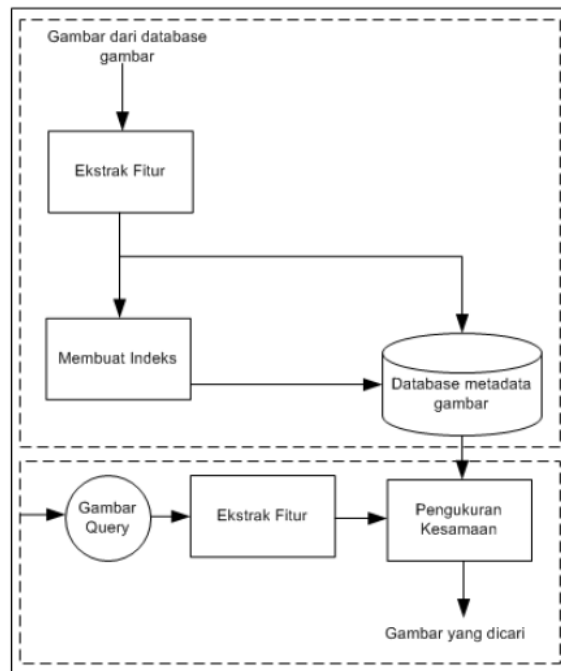 Gambar dari database
gambar
Ekstrak Fitur
Membuat Indeks
Database metadata
gambar
Gambar
Query
Ekstrak Fitur
Pengukuran
Kesamaan
Gambar yang dicari